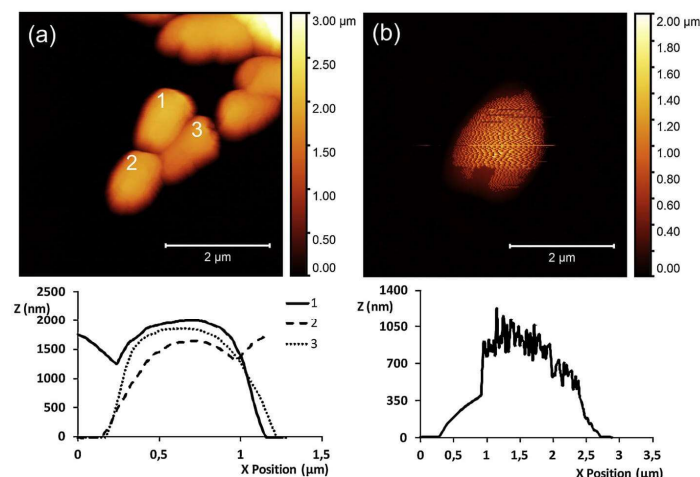 (a)
1
2
3
2 µm
3.00 µm
2.50
2.00
1.50
1.00
0.50
0.00
(b)
2 µm
2.00 µm
1.80
1.60
1.40
1.20
1.00
0.80
0.60
0.40
0.20
0.00
Z (nm)
2500
2000
1500
1000
500
0
0 0,5 1 1,5
X Position (µm)
1
2
3
Z (nm)
1400
1050
700
350
0
0 0,5 1 1,5 2 2,5 3 3,5
X Position (µm)